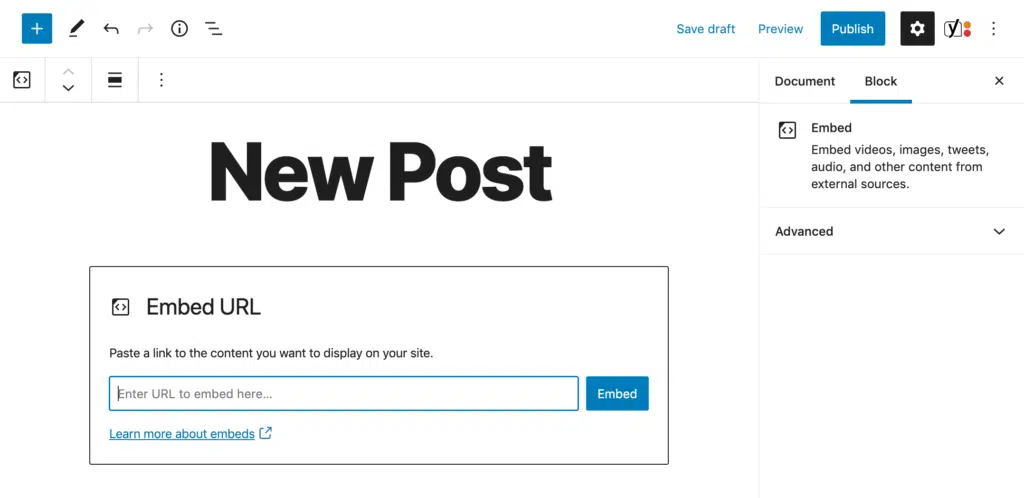 Save draft
Preview
Publish
Document
Block
New Post
Embed
Embed videos, images, tweets,
audio, and other content from
external sources.
Advanced
Embed URL
Paste a link to the content you want to display on your site.
Enter URL to embed here...
Embed
Learn more about embeds